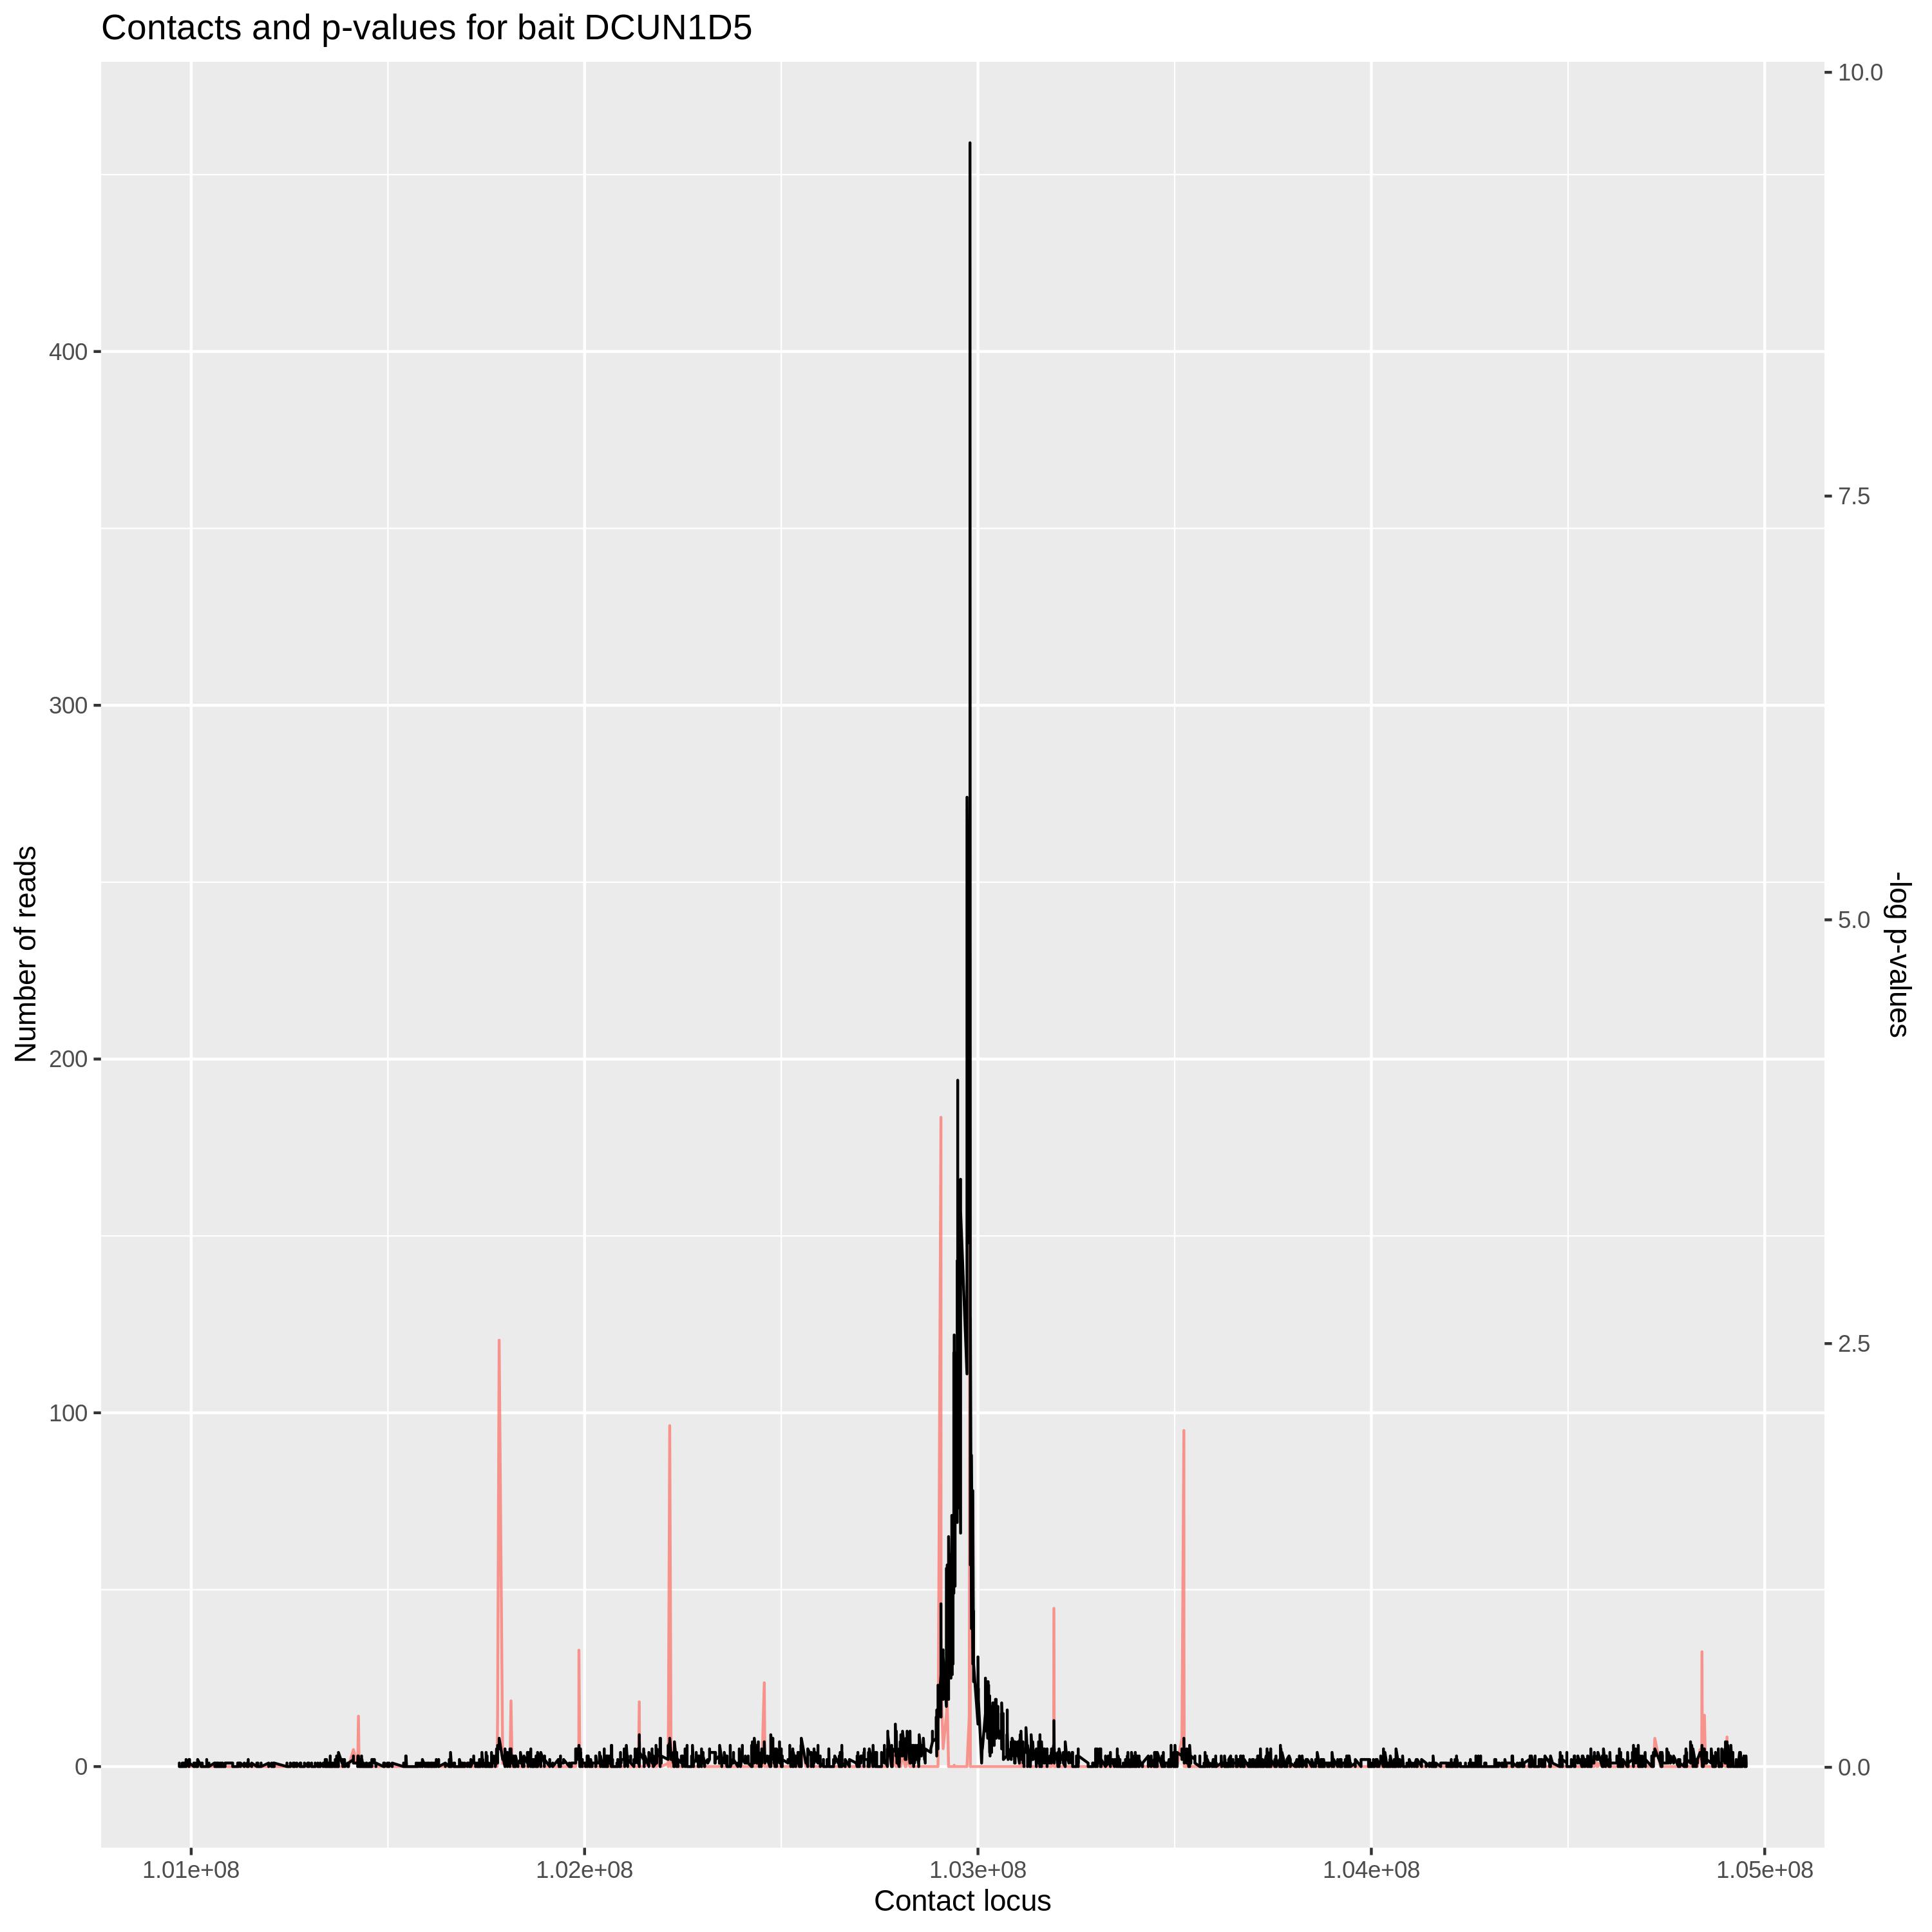 Contacts and p-values for bait DCUN1D5
Number of reads
400
300
200
100
0
10.0
7.5
5.0
2.5
0.0
-log p-values
1.01e+08
1.02e+08
1.03e+08
1.04e+08
1.05e+08
Contact locus